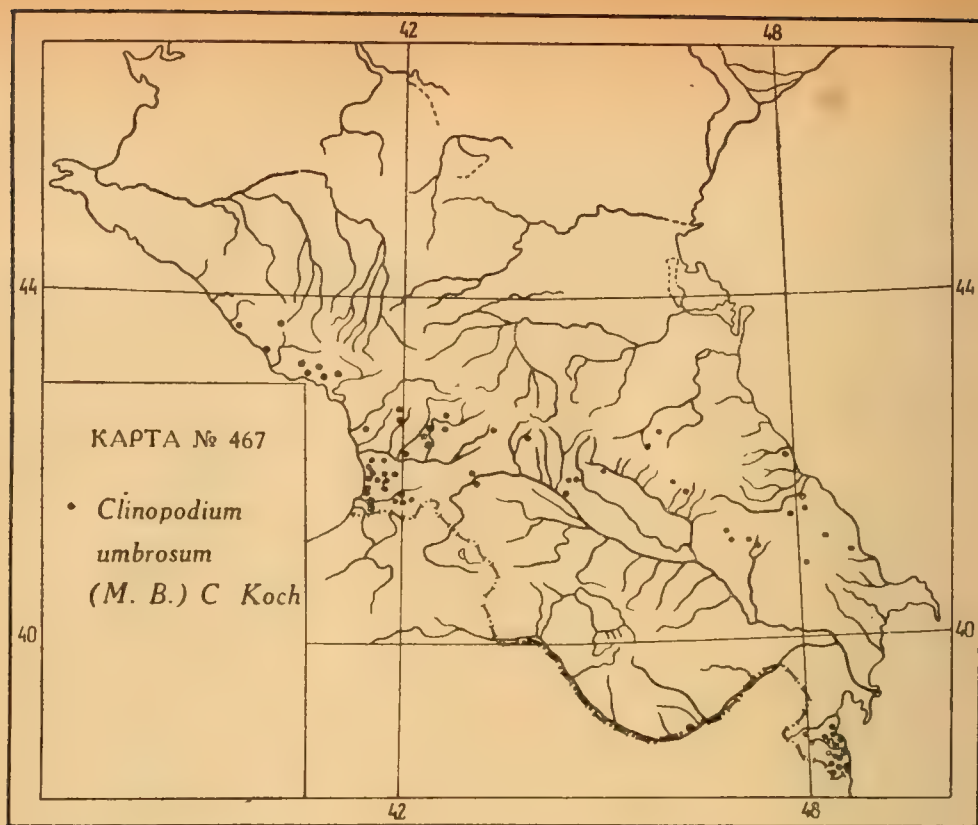 42 48
44 44
КАРТА № 467
Clinopodium
umbrosum
(M. B.) C Koch
40 40
42 48